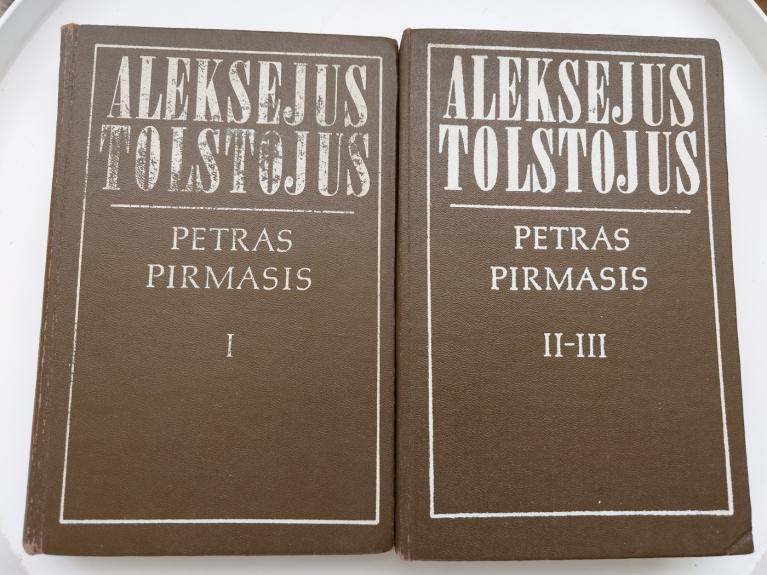 ALEKSEJUS
TOLSTOJUS
PETRAS
PIRMASIS
I
ALEKSEJUS
TOLSTOJUS
PETRAS
PIRMASIS
II-III